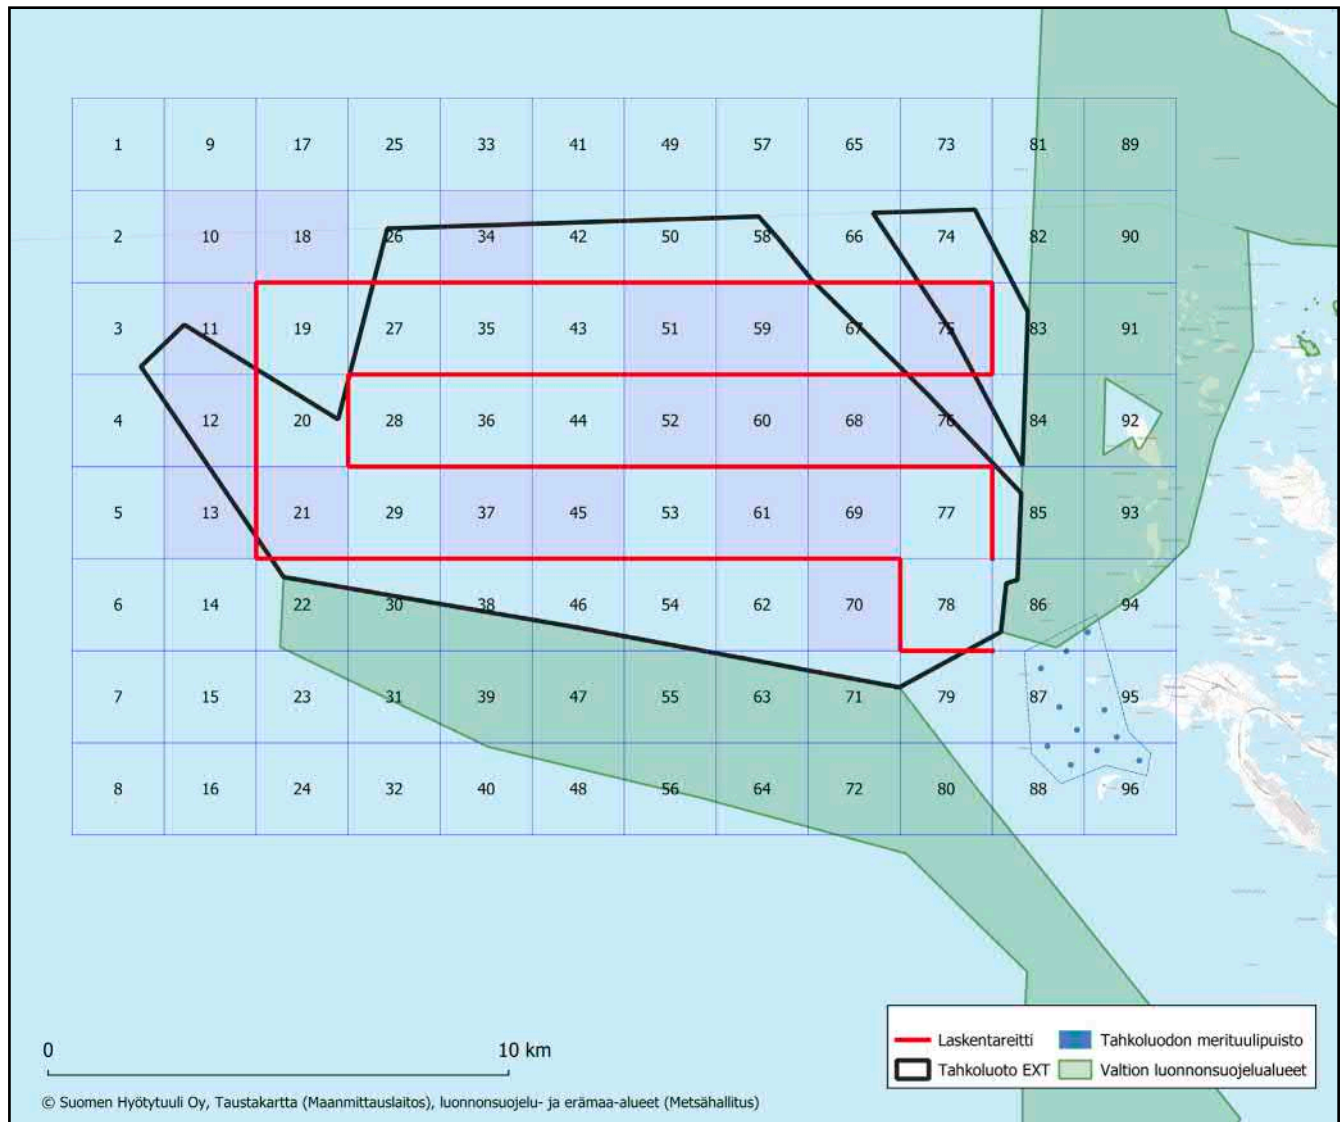 1 9 17 25 33 41 49 57 65 73 81 89
2 10 18 26 34 42 50 58 66 74 82 90
3 11 19 27 35 43 51 59 67 75 83 91
4 12 20 28 36 44 52 60 68 76 84 92
5 13 21 29 37 45 53 61 69 77 85 93
6 14 22 30 38 46 54 62 70 78 86 94
7 15 23 31 39 47 55 63 71 79 87 95
8 16 24 32 40 48 56 64 72 80 88 96
Laskentareitti
Tahkoluodon merituulipuisto
Tahkoluoto EXT
Valtion luonnonsuojelualueet
0 10 km
© Suomen Hyötytuuli Oy, Taustakartta (Maanmittauslaitos), luonnonsuojelu- ja erämaa-alueet (Metsähallitus)